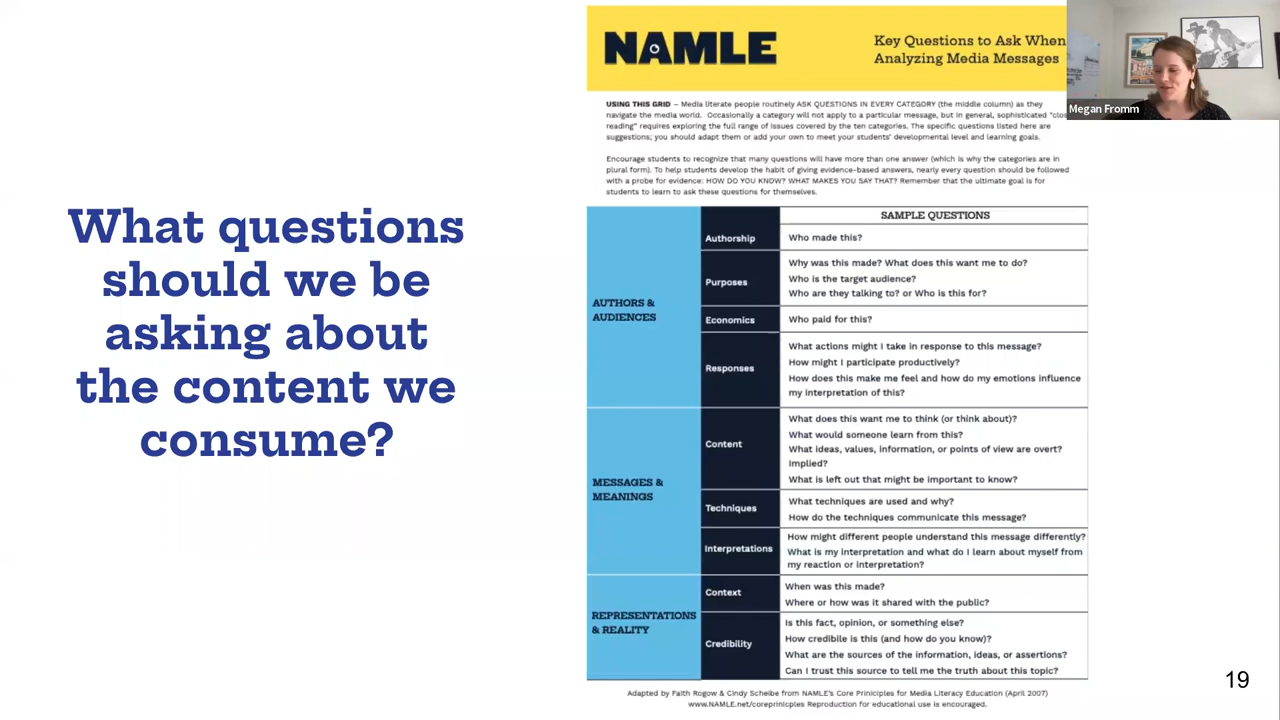 What questions
should we be
asking about
the content we
consume?
NAMLE
Key Questions to Ask When
Analyzing Media Messages
Megan Fromm
USING THIS GRID – Media literate people routinely ASK QUESTIONS IN EVERY CATEGORY (the middle column) as they
navigate the media world. Occasionally a category will not apply to a particular message, but in general, sophisticated "clos
reading" requires exploring the full range of issues covered by the ten categories. The specific questions listed here are
suggestions; you should adapt them or add your own to meet your students' developmental level and learning goals.
Encourage students to recognize that many questions will have more than one answer (which is why the categories are in
plural form). To help students develop the habit of giving evidence-based answers, nearly every question should be followed
with a probe for evidence: HOW DO YOU KNOW? WHAT MAKES YOU SAY THAT? Remember that the ultimate goal is for
students to learn to ask these questions for themselves.
SAMPLE QUESTIONS
AUTHORS &
AUDIENCES
Authorship
Who made this?
Purposes
Why was this made? What does this want me to do?
Who is the target audience?
Who are they talking to? or Who is this for?
Economics
Who paid for this?
Responses
What actions might I take in response to this message?
How might I participate productively?
How does this make me feel and how do my emotions influence
my interpretation of this?
MESSAGES &
MEANINGS
Content
What does this want me to think (or think about)?
What would someone learn from this?
What ideas, values, information, or points of view are overt?
Implied?
What is left out that might be important to know?
Techniques
What techniques are used and why?
How do the techniques communicate this message?
Interpretations
How might different people understand this message differently?
What is my interpretation and what do I learn about myself from
my reaction or interpretation?
REPRESENTATIONS
& REALITY
Context
When was this made?
Where or how was it shared with the public?
Credibility
Is this fact, opinion, or something else?
How credibile is this (and how do you know)?
What are the sources of the information, ideas, or assertions?
Can I trust this source to tell me the truth about this topic?
Adapted by Faith Rogow & Cindy Scheibe from NAMLE's Core Priniciples for Media Literacy Education (April 2007)
www.NAMLE.net/coreprinicples Reproduction for educational use is encouraged.
19